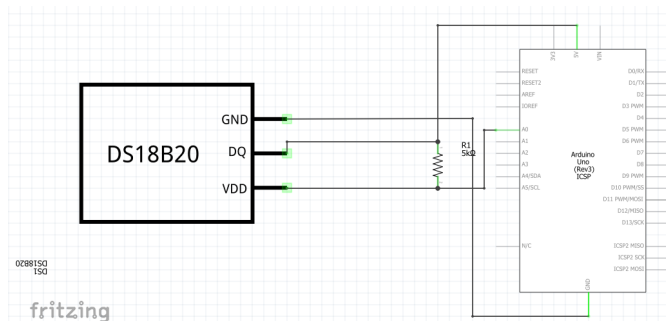 3V3
5V
VIN
GND
DQ
VDD
DS18B20
R1
5kΩ
RESET
RESET2
AREF
IOREF
A0
A1
A2
A3
A4/SDA
A5/SCL
N/C
Arduino
Uno
(Rev3)
ICSP
D0/RX
D1/TX
D2
D3 PWM
D4
D5 PWM
D6 PWM
D7
D8
D9 PWM
D10 PWM/SS
D11 PWM/MOSI
D12/MISO
D13/SCK
ICSP2 MISO
ICSP2 SCK
ICSP2 MOSI
GND
DS1
DS18B20
fritzing